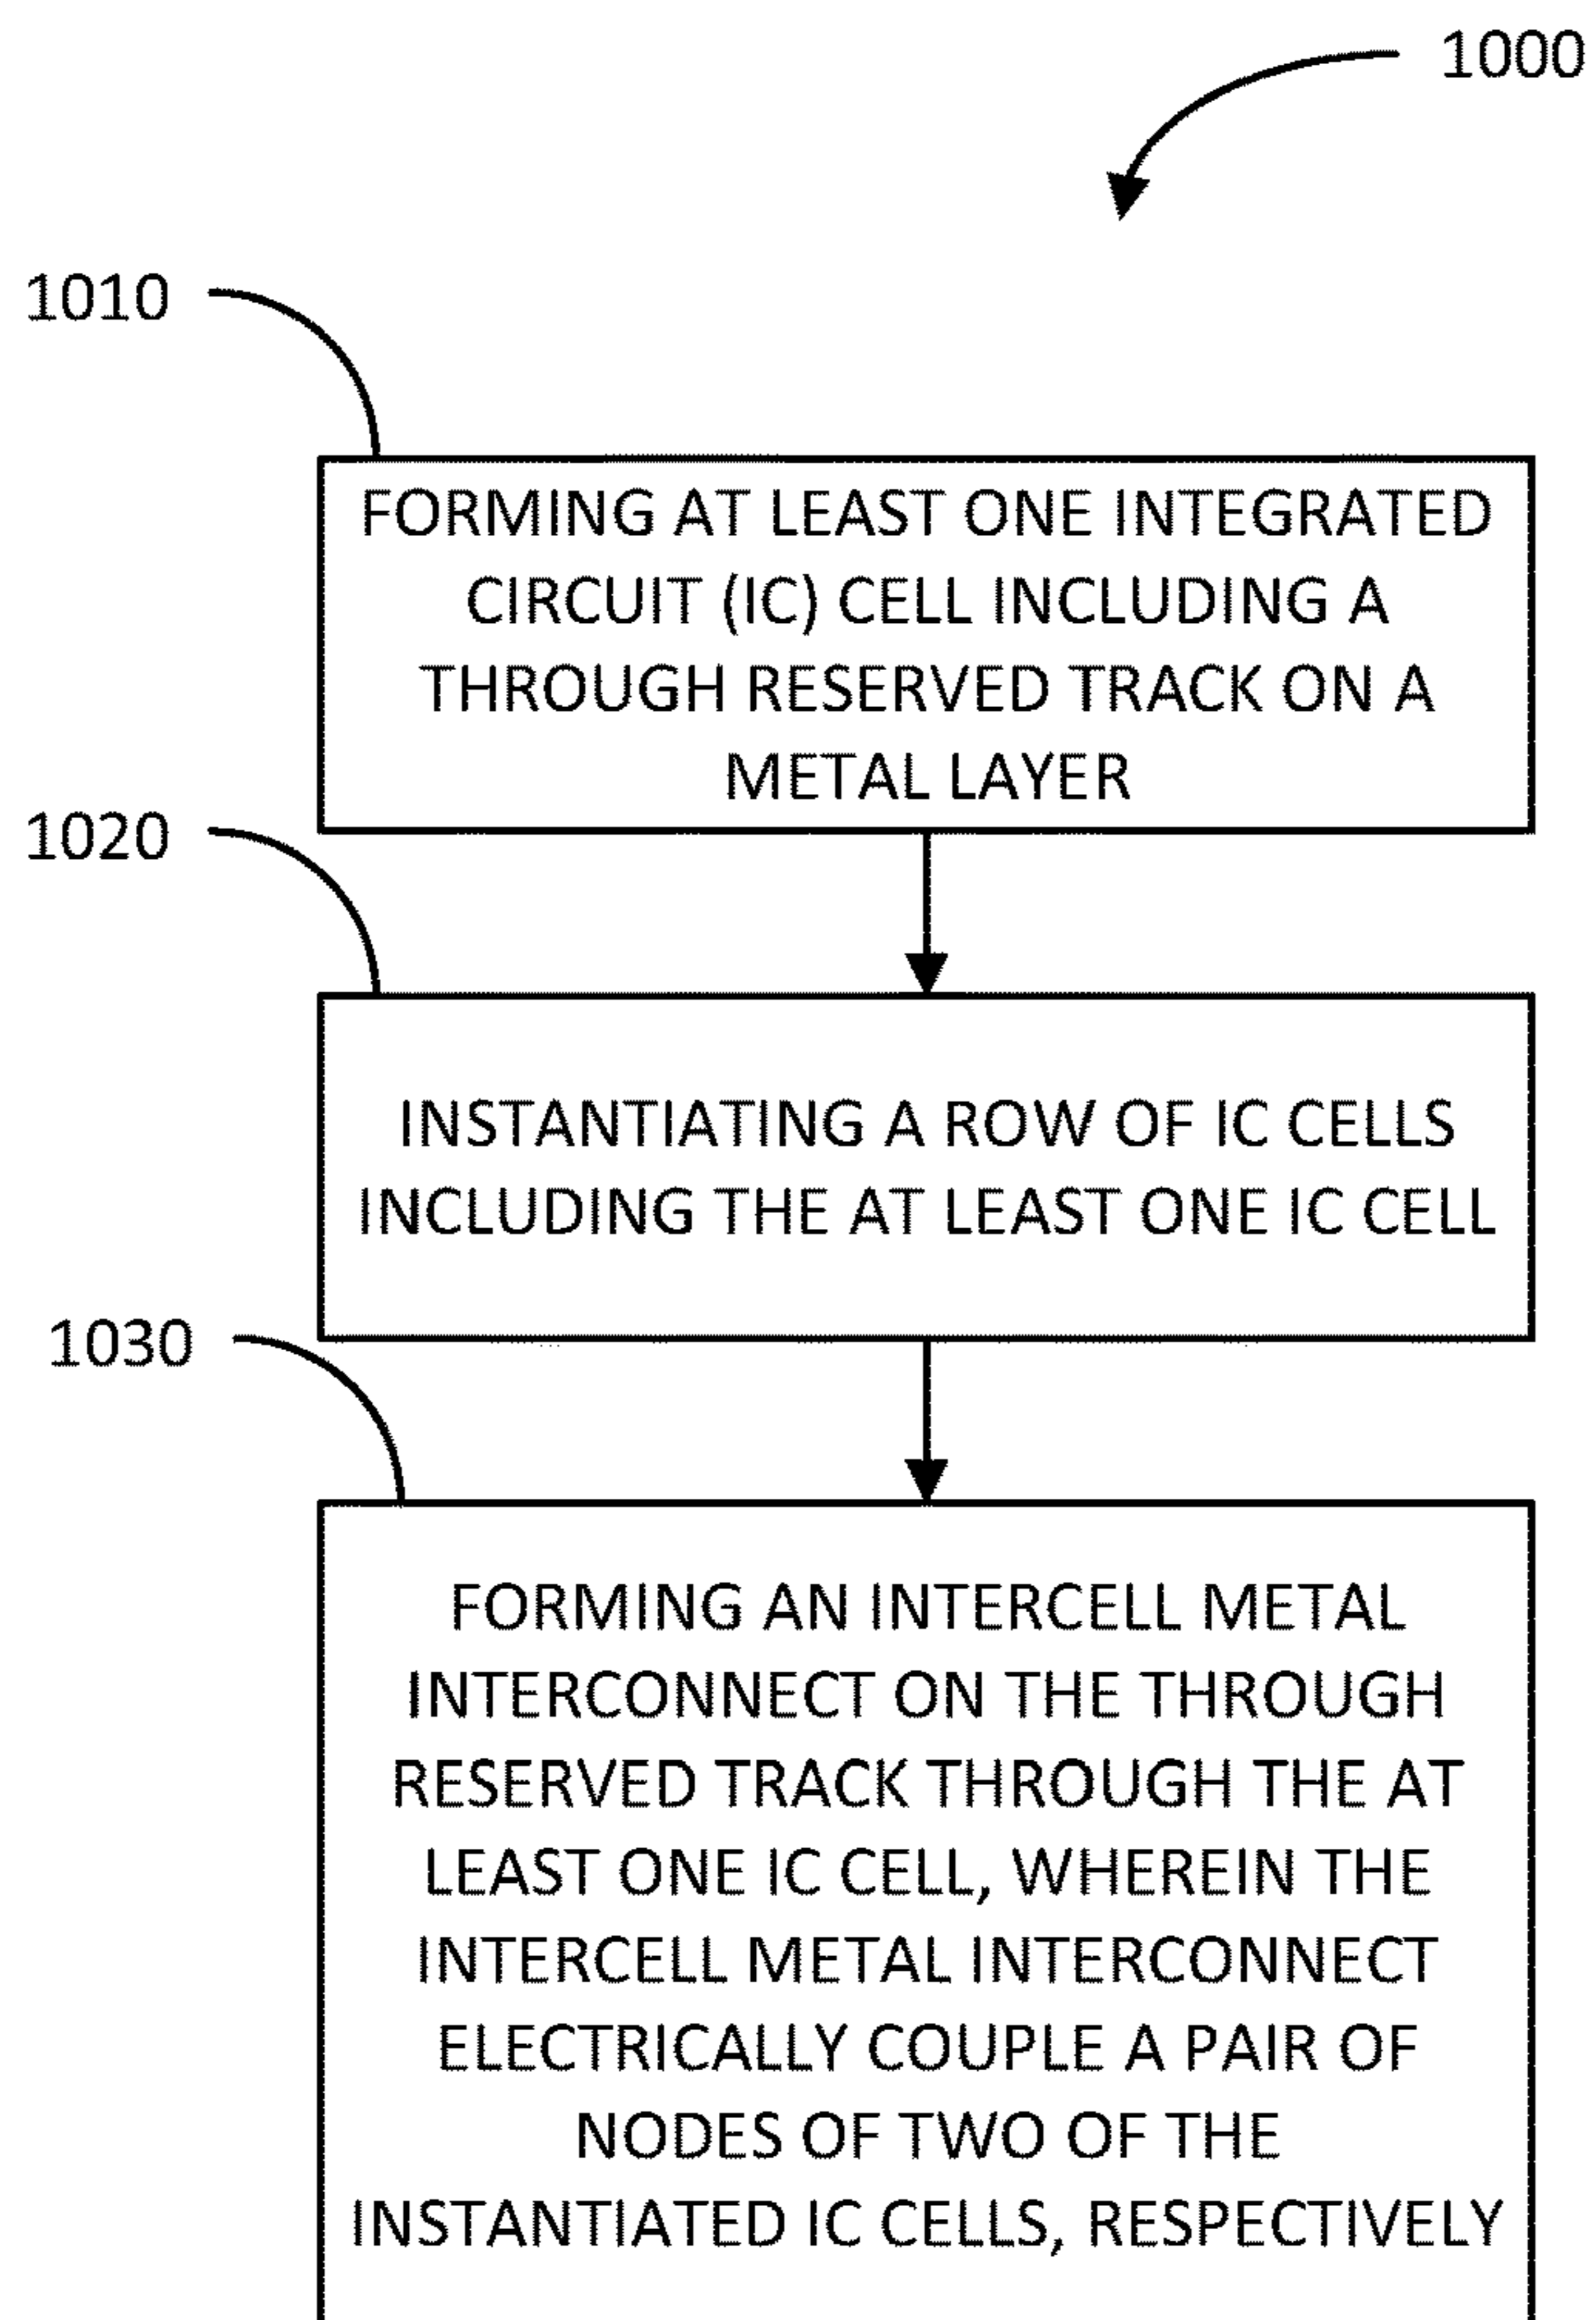 1000
1010
FORMING AT LEAST ONE INTEGRATED
CIRCUIT (IC) CELL INCLUDING A
THROUGH RESERVED TRACK ON A
METAL LAYER
1020
INSTANTIATING A ROW OF IC CELLS
INCLUDING THE AT LEAST ONE IC CELL
1030
FORMING AN INTERCELL METAL
INTERCONNECT ON THE THROUGH
RESERVED TRACK THROUGH THE AT
LEAST ONE IC CELL, WHEREIN THE
INTERCELL METAL INTERCONNECT
ELECTRICALLY COUPLE A PAIR OF
NODES OF TWO OF THE
INSTANTIATED IC CELLS, RESPECTIVELY